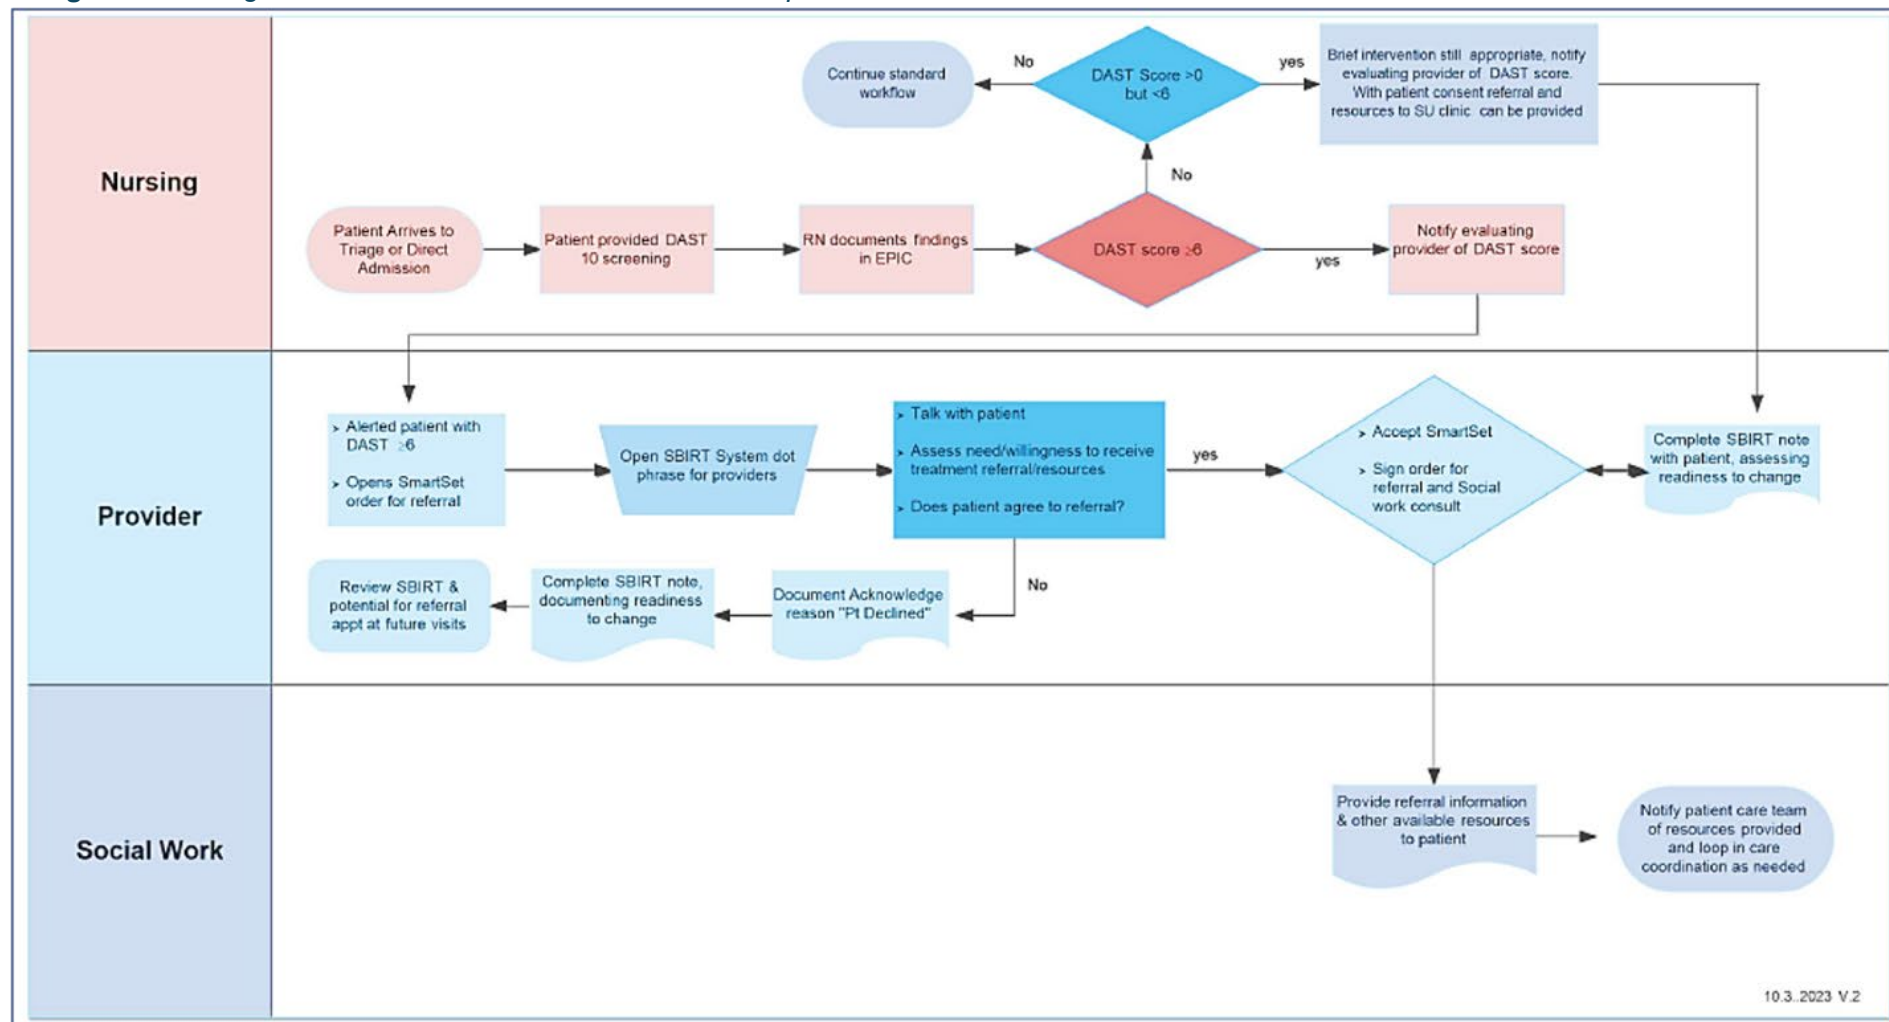 Nursing
Continue standard
workflow
No
DAST Score >0
but <6
yes
Brief intervention still appropriate, notify
evaluating provider of DAST score.
With patient consent referral and
resources to SU clinic can be provided
No
Patient Arrives to
Triage or Direct
Admission
Patient provided DAST
10 screening
RN documents findings
in EPIC
DAST score ≥6
yes
Notify evaluating
provider of DAST score
Provider
➢ Alerted patient with
DAST ≥6
➢ Opens SmartSet
order for referral
Open SBIRT System dot
phrase for providers
➢ Talk with patient
➢ Assess need/willingness to receive
treatment referral/resources
➢ Does patient agree to referral?
yes
➢ Accept SmartSet
➢ Sign order for
referral and Social
work consult
Complete SBIRT note
with patient, assessing
readiness to change
No
Document Acknowledge
reason "Pt Declined"
Complete SBIRT note,
documenting readiness
to change
Review SBIRT &
potential for referral
appt at future visits
Social Work
Provide referral information
& other available resources
to patient
Notify patient care team
of resources provided
and loop in care
coordination as needed
10.3..2023 V.2